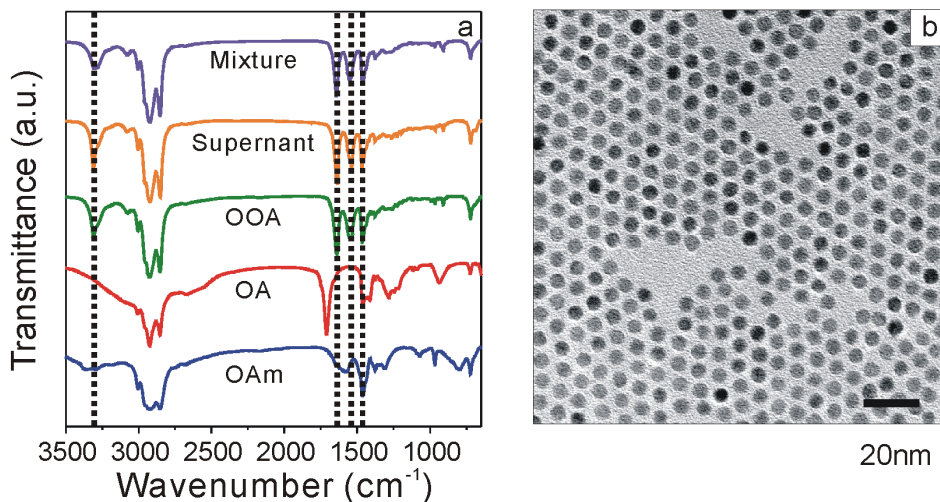 a
Mixture
Supernant
OOA
OA
OAm
Transmittance (a.u.)
3500 3000 2500 2000 1500 1000
Wavenumber (cm⁻¹)
b
20nm